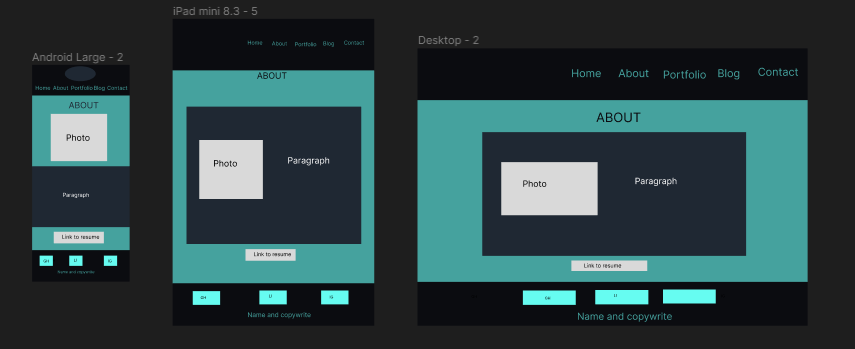 Android Large - 2
Home About Portfolio Blog Contact
ABOUT
Photo
Paragraph
Link to resume
GH LI IG
Name and copywrite
iPad mini 8.3 - 5
Home About Portfolio Blog Contact
ABOUT
Photo
Paragraph
Link to resume
GH LI IG
Name and copywrite
Desktop - 2
Home About Portfolio Blog Contact
ABOUT
Photo
Paragraph
Link to resume
GH LI
Name and copywrite